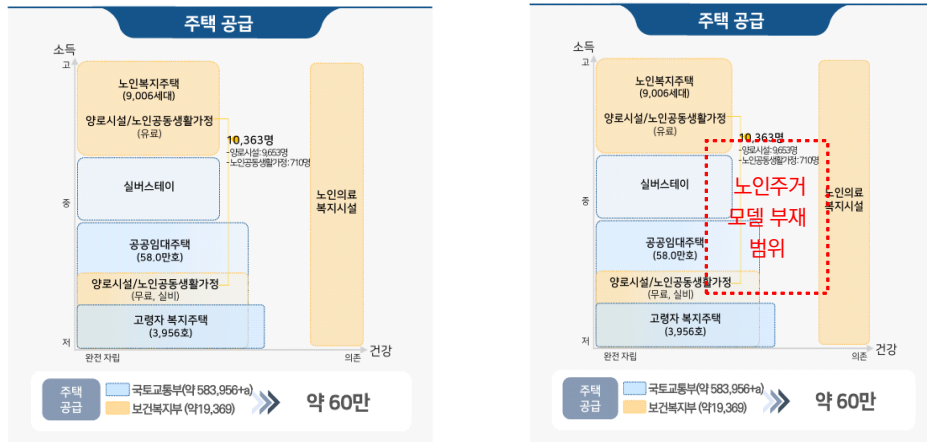 주택 공급
소득
고
노인복지주택
(9,006세대)
양로시설/노인공동생활가정
(유료)
10,363명
-양로시설: 9,653명
-노인공동생활가정: 710명
실버스테이
중
노인의료
복지시설
공공임대주택
(58.0만호)
양로시설/노인공동생활가정
(무료, 실비)
고령자 복지주택
(3,956호)
저
완전 자립
의존
건강
주택
공급
국토교통부(약 583,956+a)
보건복지부 (약19,369)
약 60만
주택 공급
소득
고
노인복지주택
(9,006세대)
양로시설/노인공동생활가정
(유료)
10,363명
-양로시설: 9,653명
-노인공동생활가정: 710명
실버스테이
중
노인주거
모델 부재
범위
노인의료
복지시설
공공임대주택
(58.0만호)
양로시설/노인공동생활가정
(무료, 실비)
고령자 복지주택
(3,956호)
저
완전 자립
의존
건강
주택
공급
국토교통부(약 583,956+a)
보건복지부 (약19,369)
약 60만